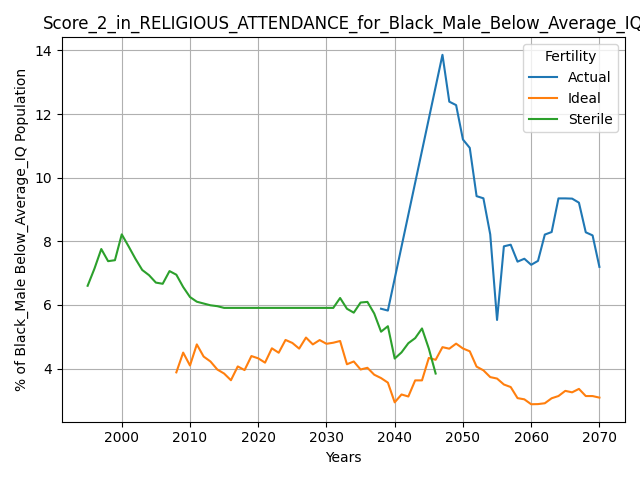 Score_2_in_RELIGIOUS_ATTENDANCE_for_Black_Male_Below_Average_IQ
Fertility
Actual
Ideal
Sterile
% of Black_Male Below_Average_IQ Population
14
12
10
8
6
4
2000 2010 2020 2030 2040 2050 2060 2070
Years